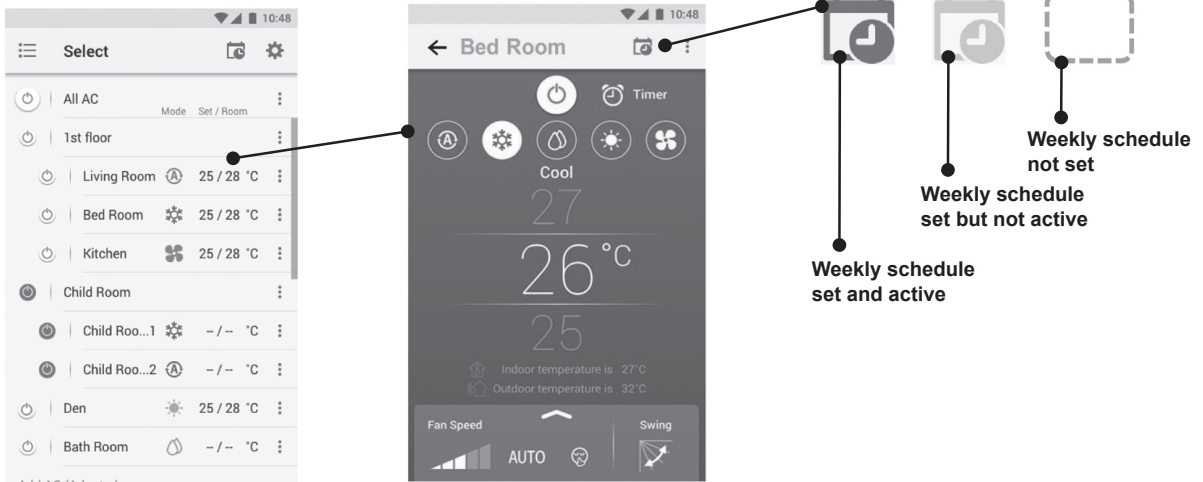 10:48
Select
All AC
Mode Set / Room
1st floor
Living Room 25 / 28 °C
Bed Room 25 / 28 °C
Kitchen 25 / 28 °C
Child Room
Child Roo...1 -- / -- °C
Child Roo...2 -- / -- °C
Den 25 / 28 °C
Bath Room -- / -- °C
10:48
Bed Room
Timer
A
Cool
27
26 °C
25
Indoor temperature is 27°C
Outdoor temperature is 32°C
Fan Speed
Swing
AUTO
Weekly schedule
set and active
Weekly schedule
set but not active
Weekly schedule
not set